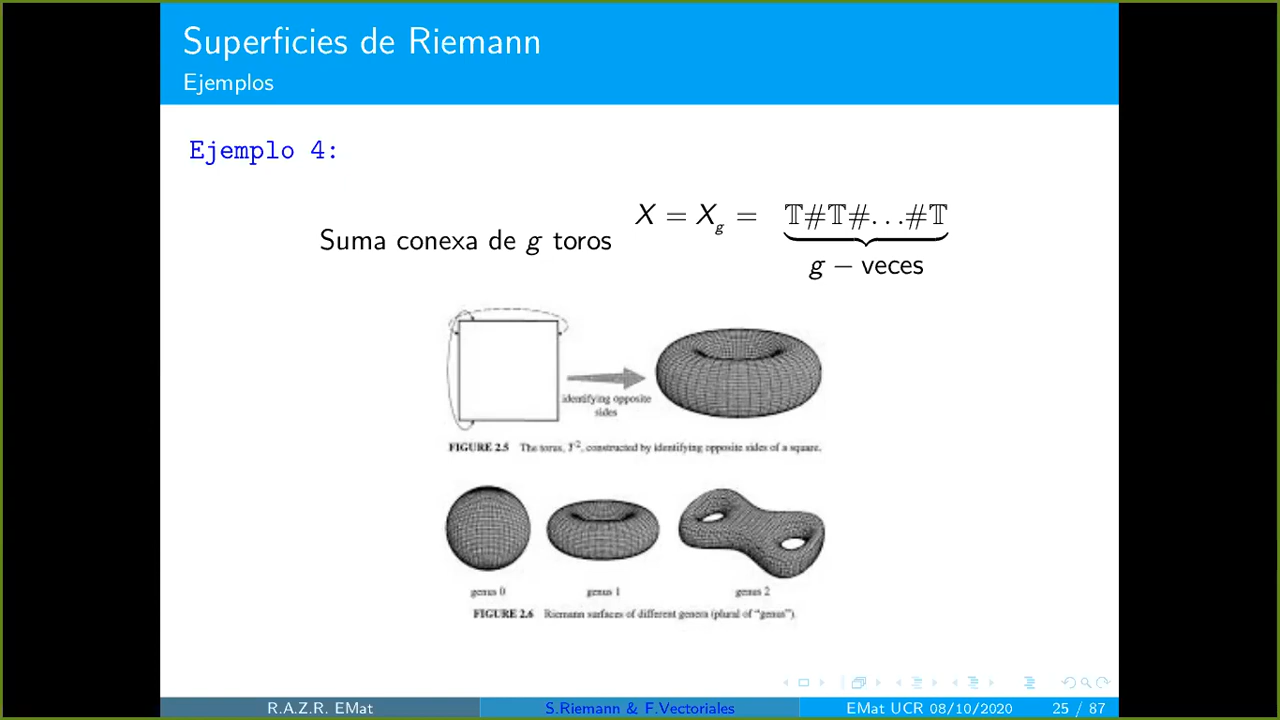 Superficies de Riemann
Ejemplos
Ejemplo 4:
Suma conexa de g toros X = X_g = 𝕋#𝕋#...#𝕋
g − veces
identifying opposite
sides
FIGURE 2.5 The torus, T², constructed by identifying opposite sides of a square.
genus 0 genus 1 genus 2
FIGURE 2.6 Riemann surfaces of different genera (plural of "genus").
R.A.Z.R. EMat S.Riemann & F.Vectoriales EMat UCR 08/10/2020 25 / 87